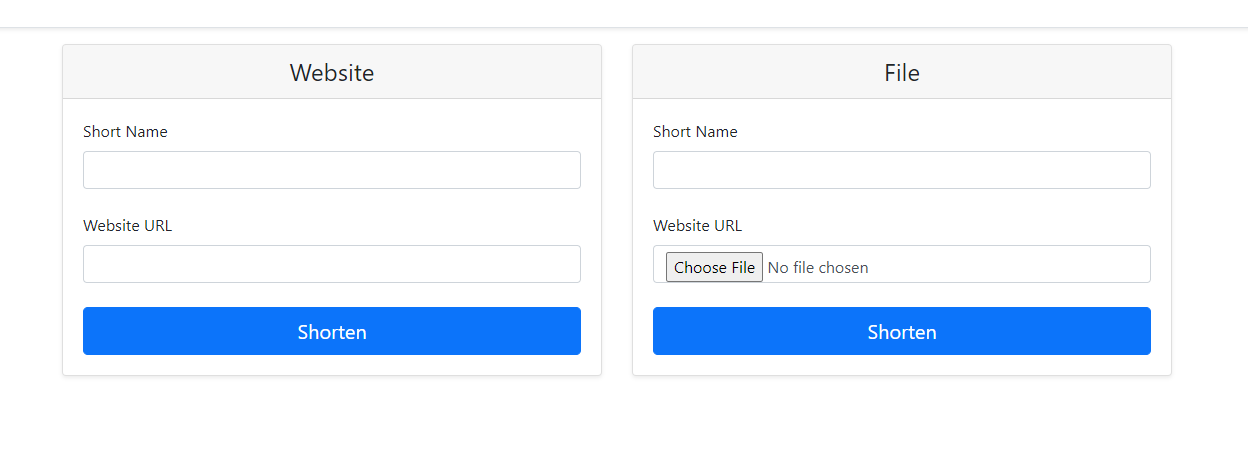 Website
Short Name
Website URL
Shorten
File
Short Name
Website URL
Choose File No file chosen
Shorten